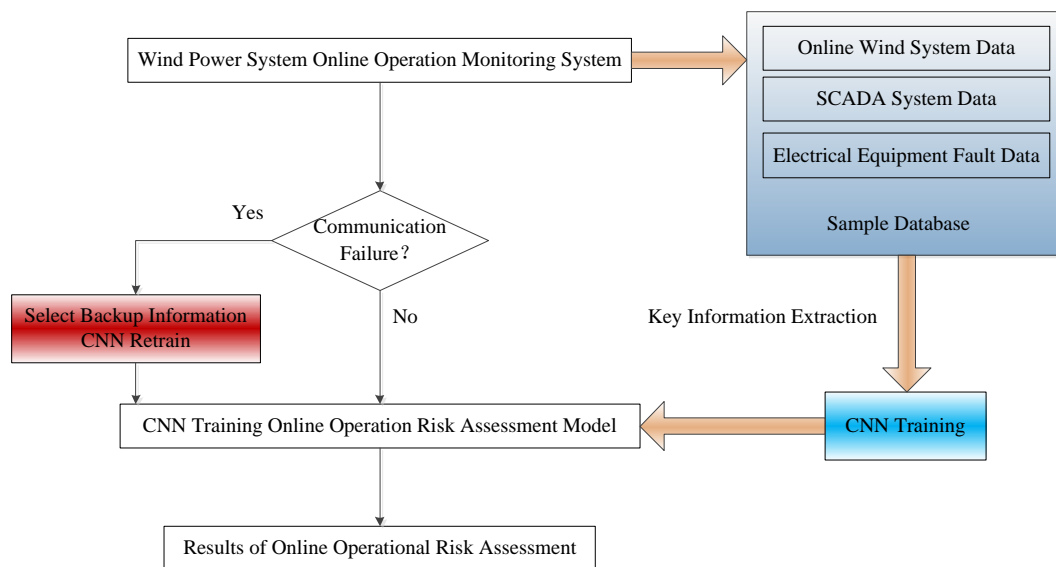 Wind Power System Online Operation Monitoring System
Online Wind System Data
SCADA System Data
Electrical Equipment Fault Data
Sample Database
Yes
Communication
Failure？
No
Select Backup Information
CNN Retrain
Key Information Extraction
CNN Training Online Operation Risk Assessment Model
CNN Training
Results of Online Operational Risk Assessment